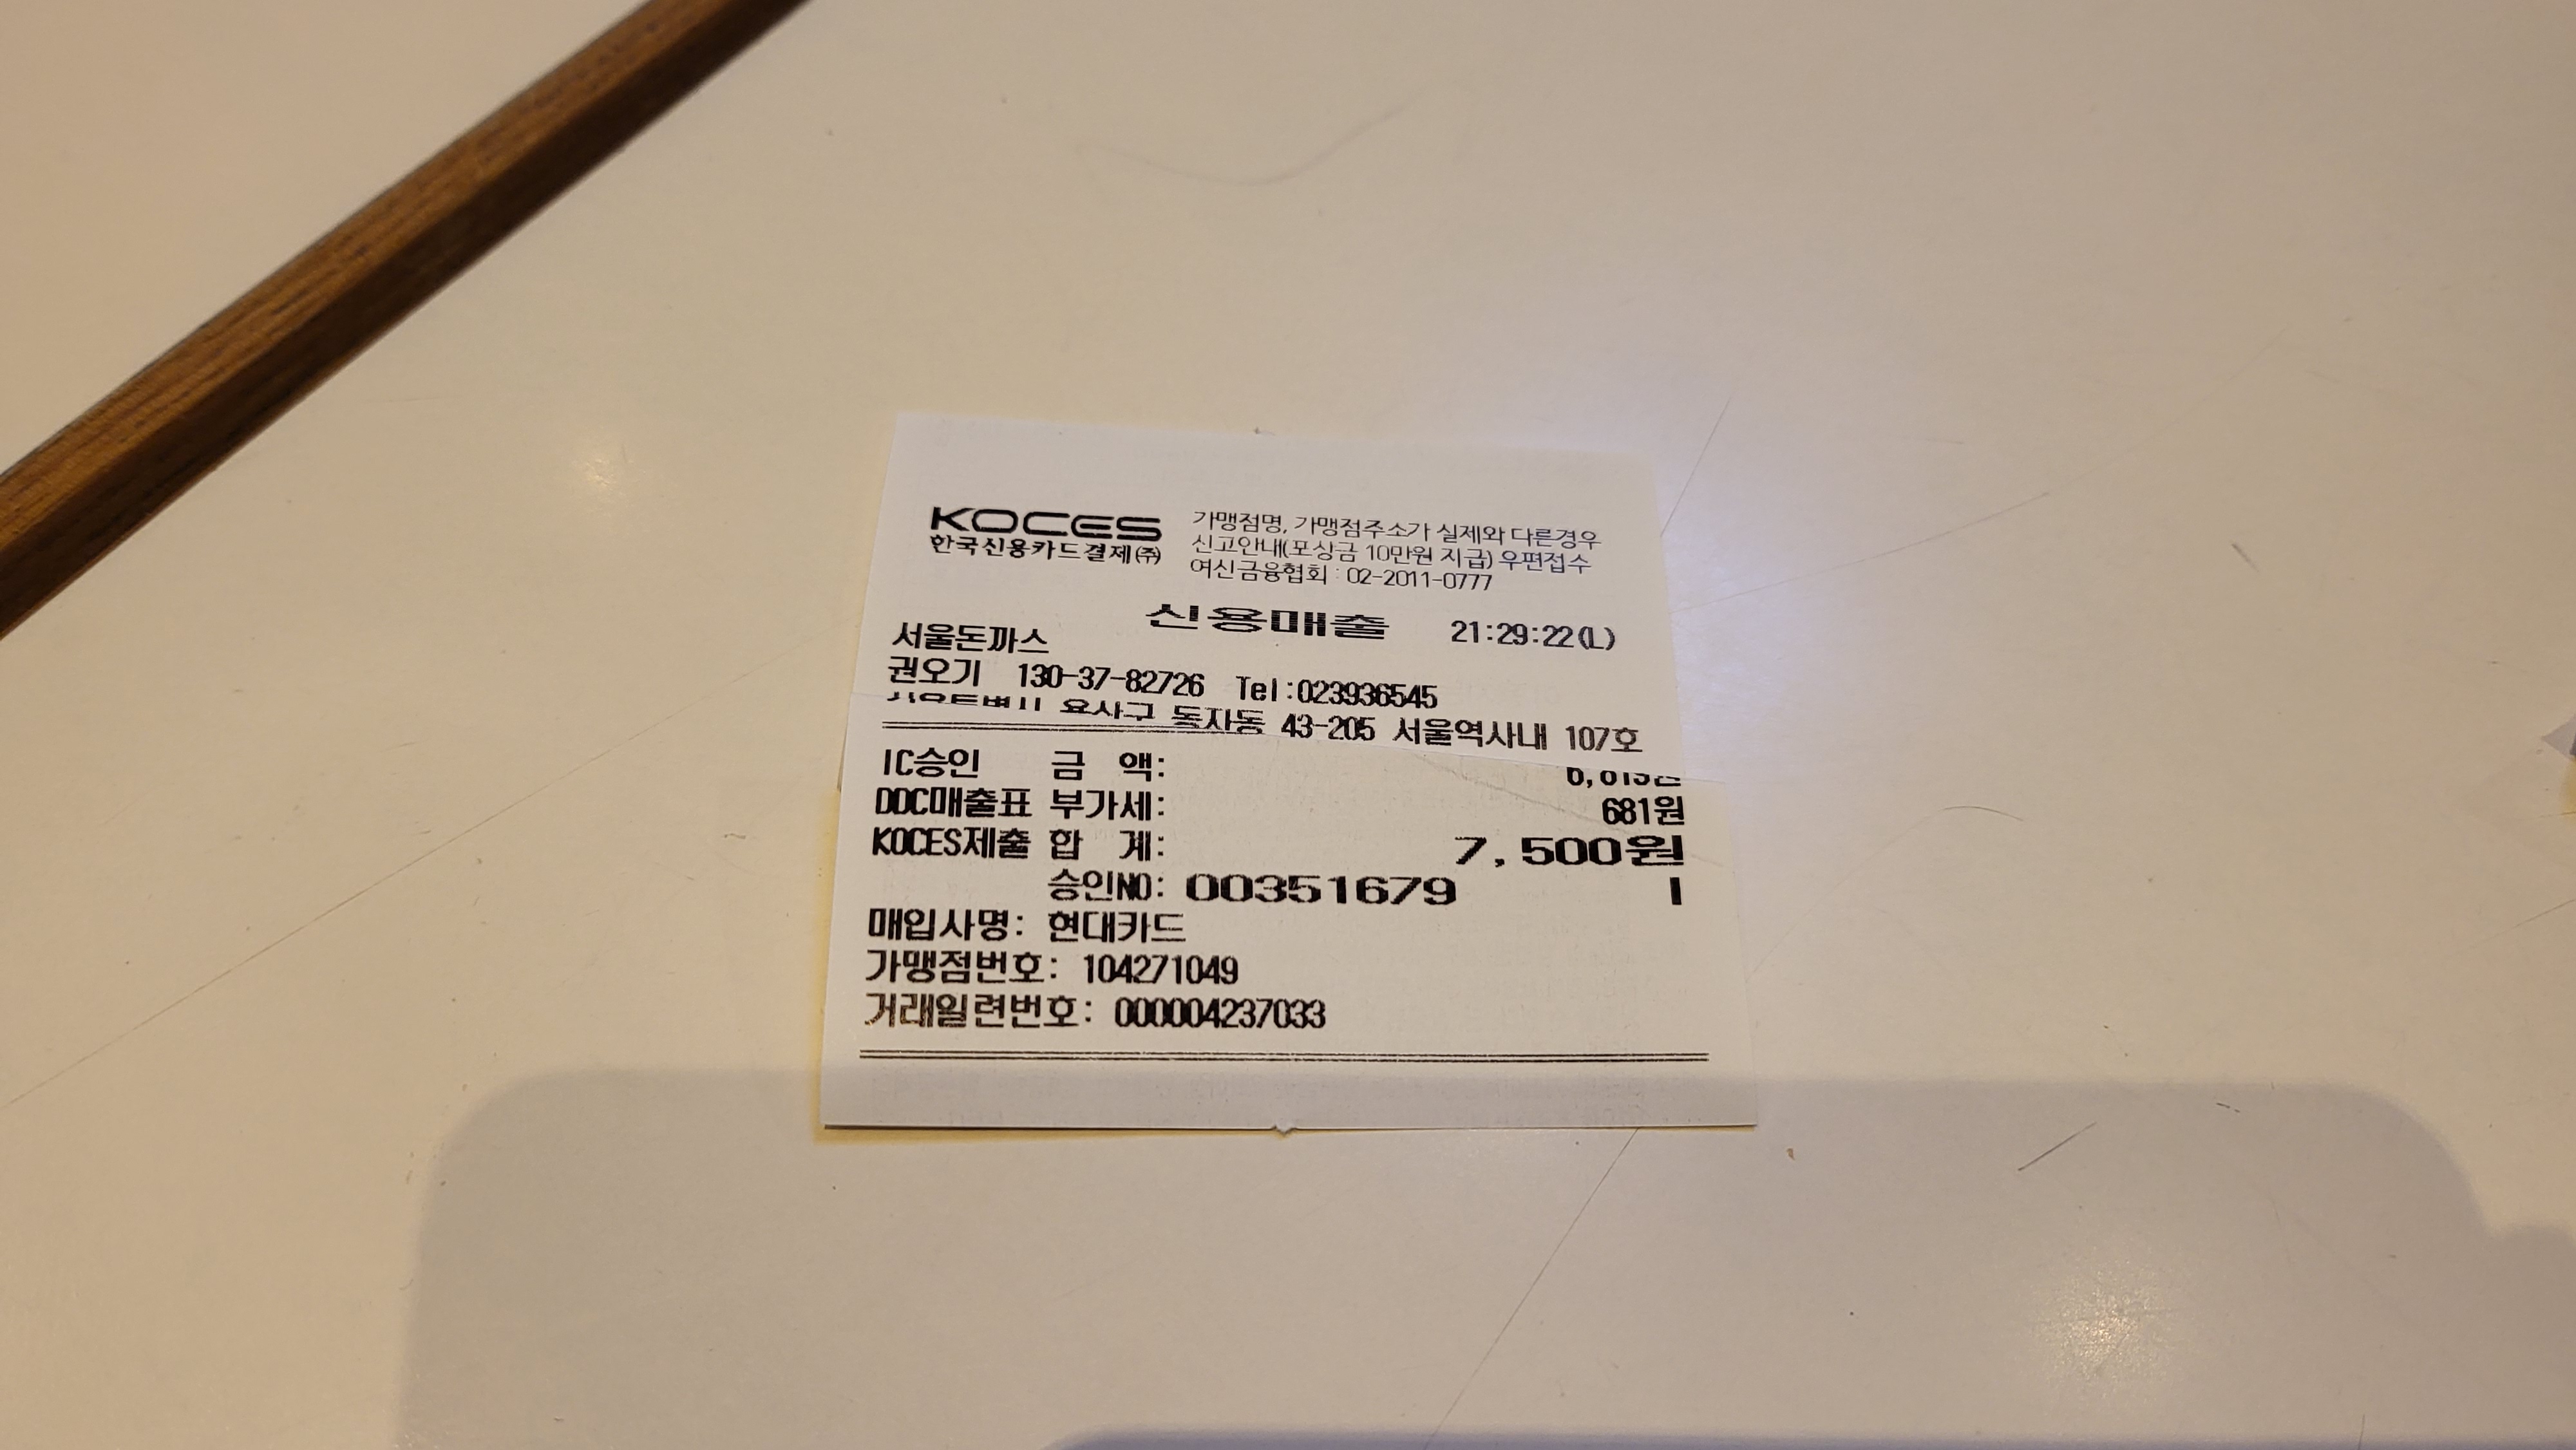 KOCES
한국신용카드결제(주)
가맹점명, 가맹점주소가 실제와 다른경우
신고안내(포상금 10만원 지급) 우편접수
여신금융협회 : 02-2011-0777
신용매출 21:29:22(L)
서울돈까스
권오기 130-37-82726 Tel:023936545
동자동 43-205 서울역사내 107호
IC승인 금 액:
DDC매출표 부가세: 681원
KOCES제출 합 계: 7,500원
승인NO: 00351679 I
매입사명: 현대카드
가맹점번호: 104271049
거래일련번호: 000004237033